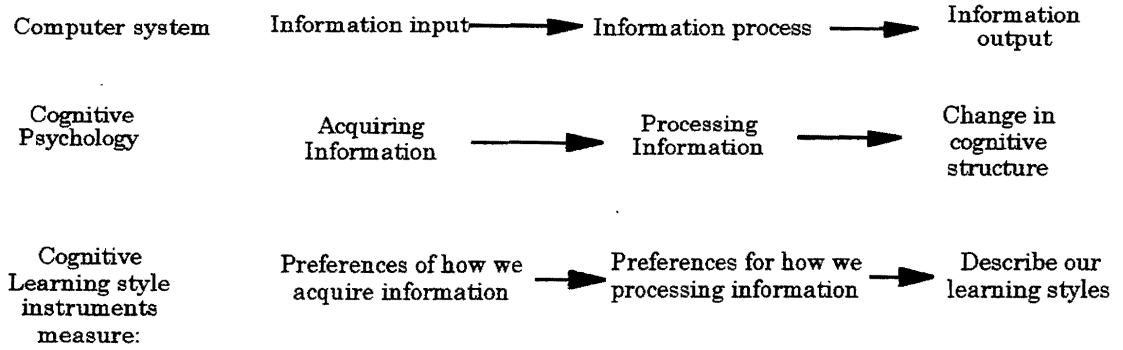 Computer system
Information input
Information process
Information
output
Cognitive
Psychology
Acquiring
Information
Processing
Information
Change in
cognitive
structure
Cognitive
Learning style
instruments
measure:
Preferences of how we
acquire information
Preferences for how we
processing information
Describe our
learning styles